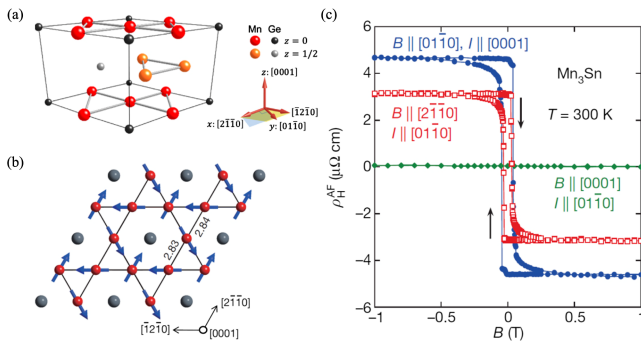 (a)
Mn Ge
z = 0
z = 1/2
z: [0001]
[1̄21̄0]
x: [21̄1̄0]
y: [011̄0]
(b)
2.83
2.84
[21̄1̄0]
[1̄21̄0]
[0001]
(c)
B || [011̄0], I || [0001]
Mn₃Sn
B || [21̄1̄0]
I || [011̄0]
T = 300 K
B || [0001]
I || [011̄0]
ρ_H^AF (μΩ cm)
6
4
2
0
−2
−4
−6
−1 −0.5 0 0.5 1
B (T)